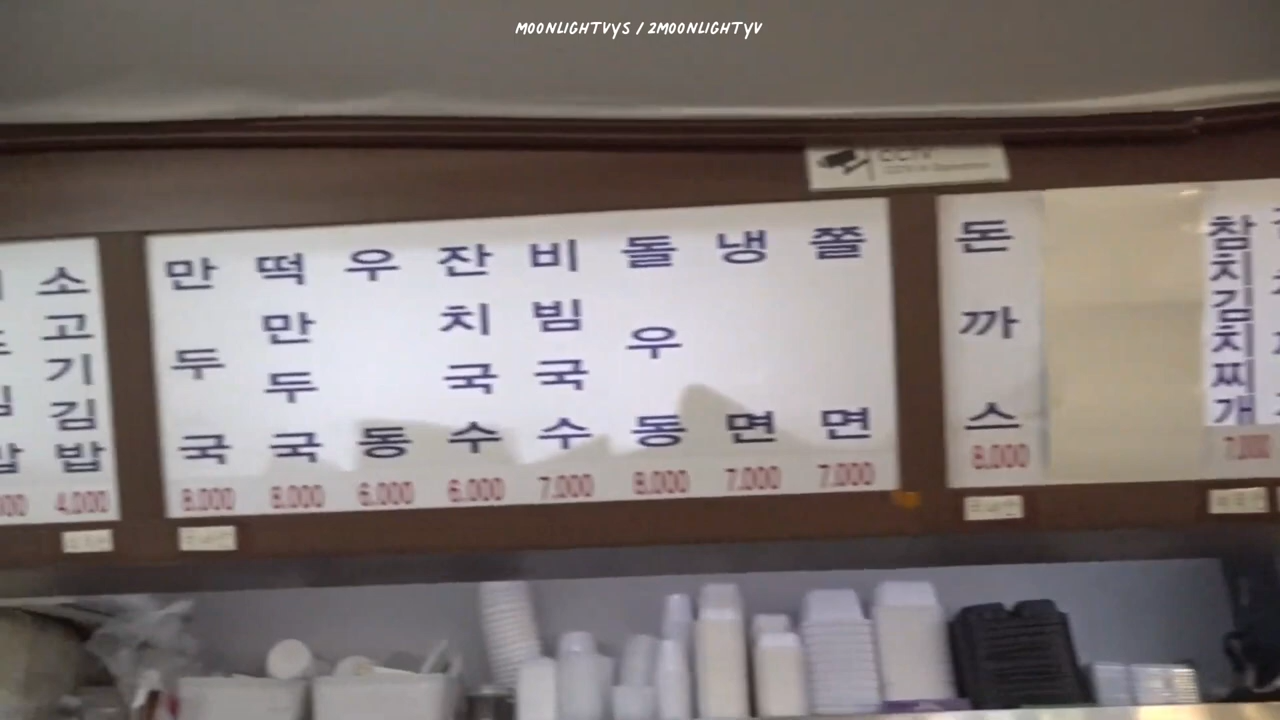 MOONLIGHTVYS / 2MOONLIGHTYV
CCTV
소고기김밥
4,000
만두국
8.000
떡만두국
8.000
우동
6.000
잔치국수
6.000
비빔국수
7.000
돌우동
8.000
냉면
7.000
쫄면
7.000
돈까스
8.000
참치김치찌개
7.000